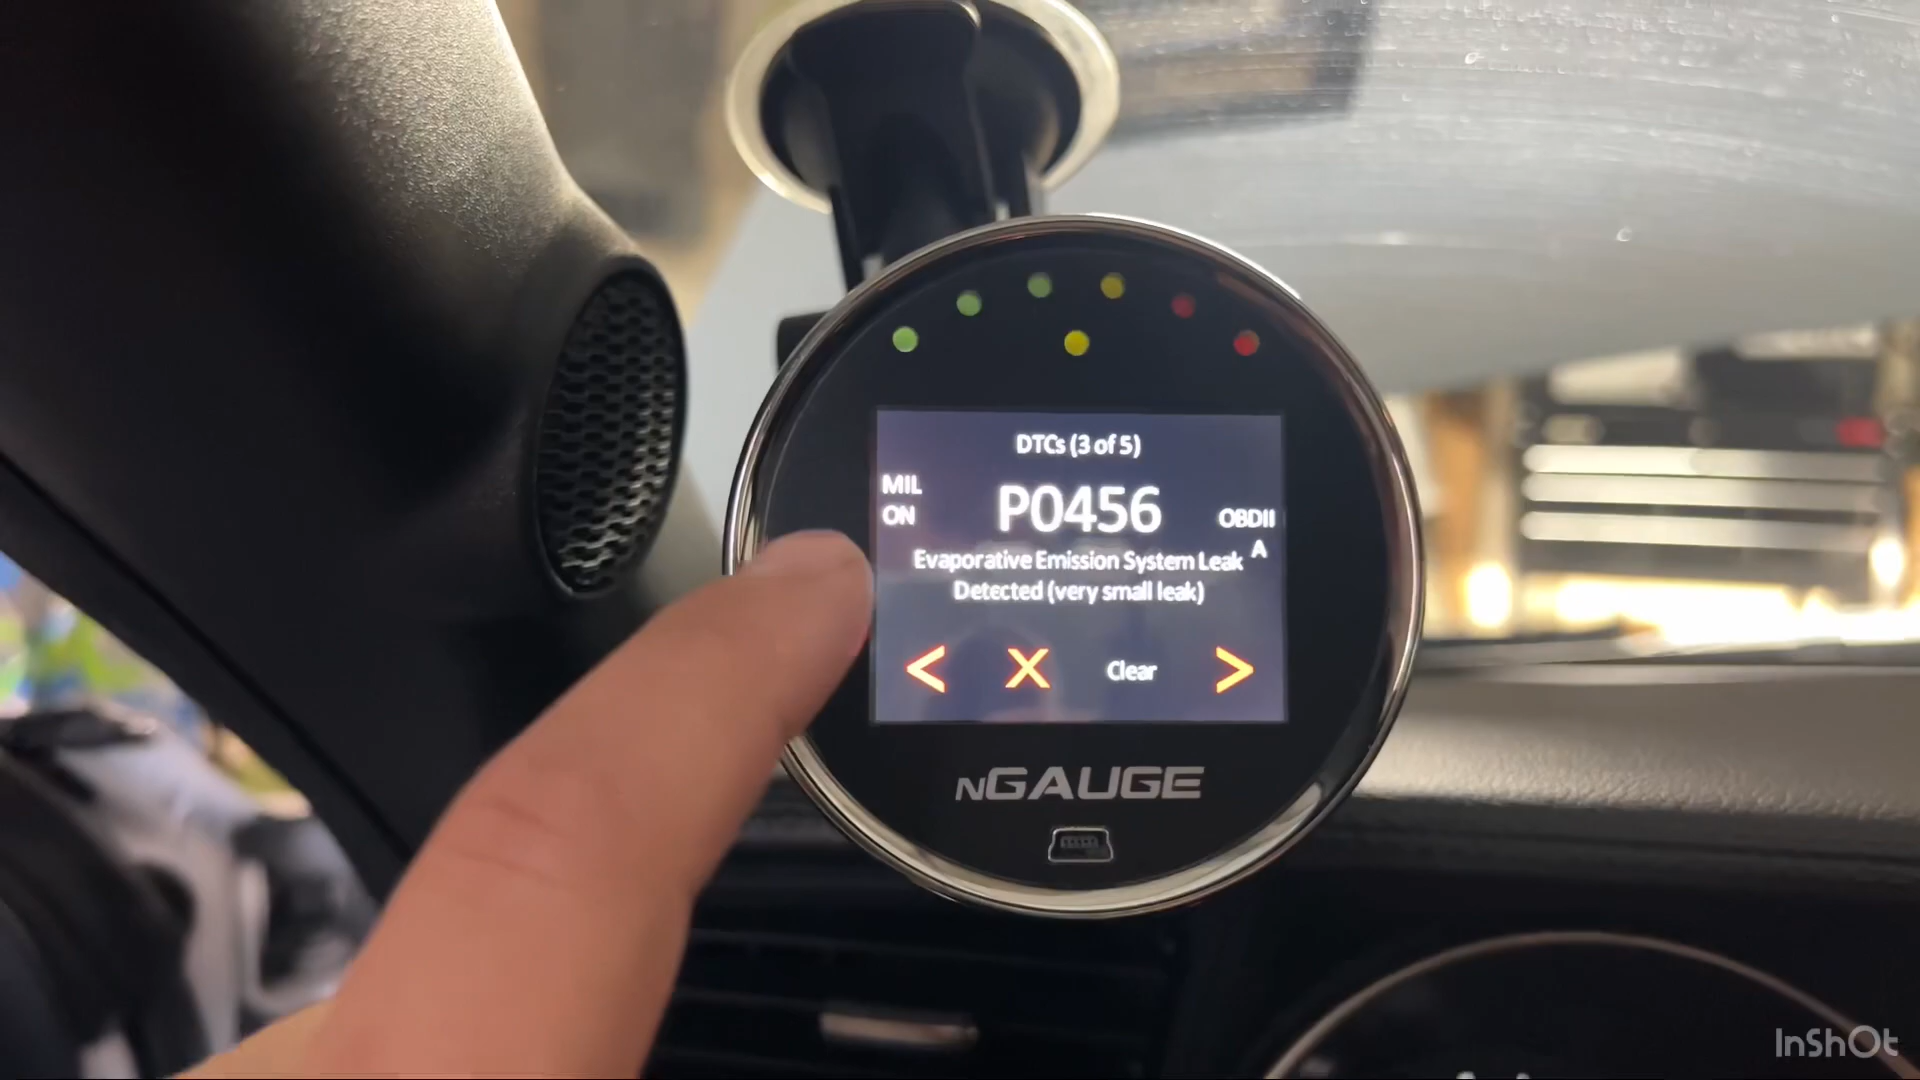 DTCs (3 of 5)
MIL
ON
P0456
OBDII
A
Evaporative Emission System Leak
Detected (very small leak)
< X Clear >
nGAUGE
InShOt